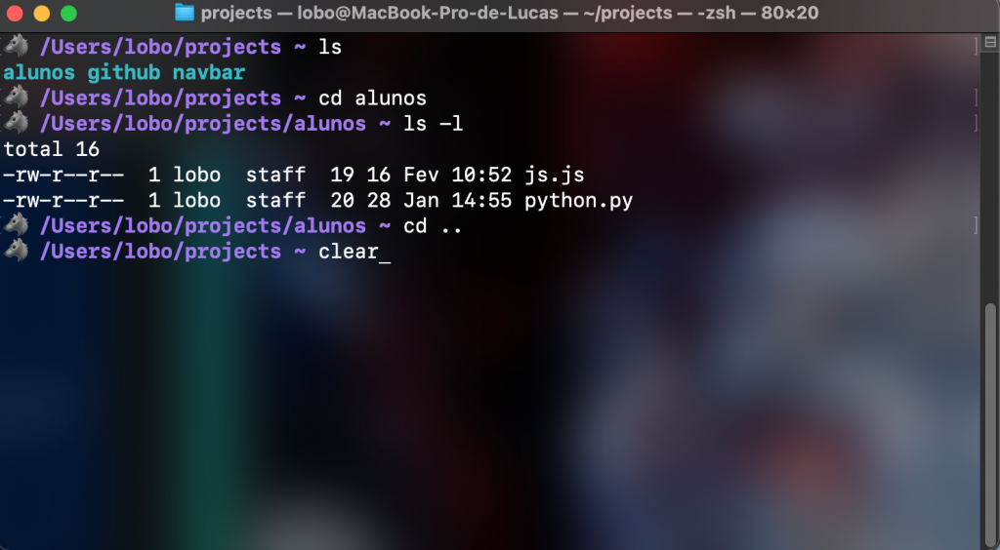 projects — lobo@MacBook-Pro-de-Lucas — ~/projects — -zsh — 80×20
🐺 /Users/lobo/projects ~ ls
alunos github navbar
🐺 /Users/lobo/projects ~ cd alunos
🐺 /Users/lobo/projects/alunos ~ ls -l
total 16
-rw-r--r--  1 lobo  staff  19 16 Fev 10:52 js.js
-rw-r--r--  1 lobo  staff  20 28 Jan 14:55 python.py
🐺 /Users/lobo/projects/alunos ~ cd ..
🐺 /Users/lobo/projects ~ clear_